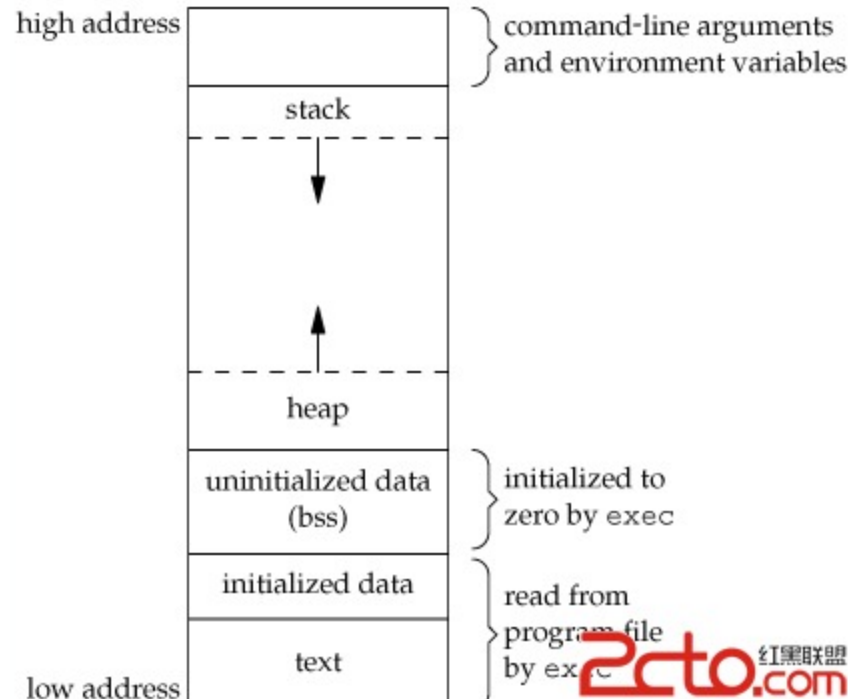 high address
command-line arguments
and environment variables
stack
heap
uninitialized data
(bss)
initialized to
zero by exec
initialized data
read from
program file
by exec
text
low address
2cto
红黑联盟
.com